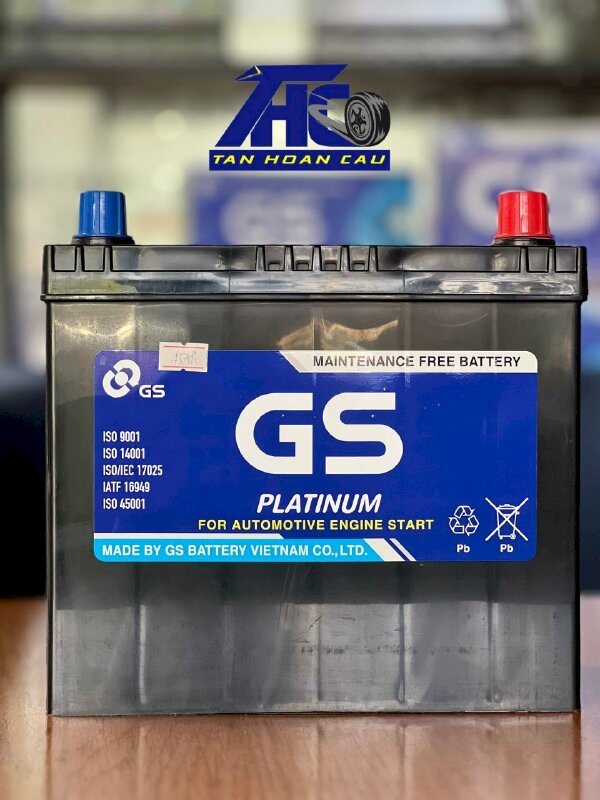 THC
TAN HOAN CAU
GS
MAINTENANCE FREE BATTERY
GS
GS
ISO 9001
ISO 14001
ISO/IEC 17025
IATF 16949
ISO 45001
PLATINUM
FOR AUTOMOTIVE ENGINE START
Pb
Pb
MADE BY GS BATTERY VIETNAM CO.,LTD.